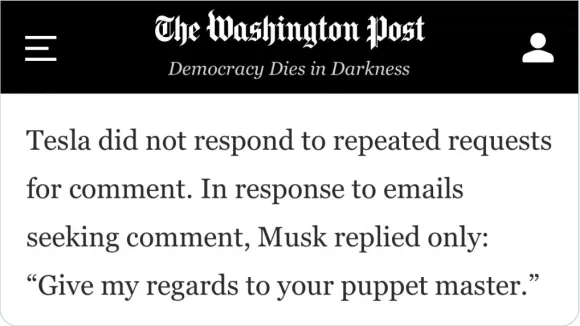 The Washington Post
Democracy Dies in Darkness
Tesla did not respond to repeated requests
for comment. In response to emails
seeking comment, Musk replied only:
“Give my regards to your puppet master.”